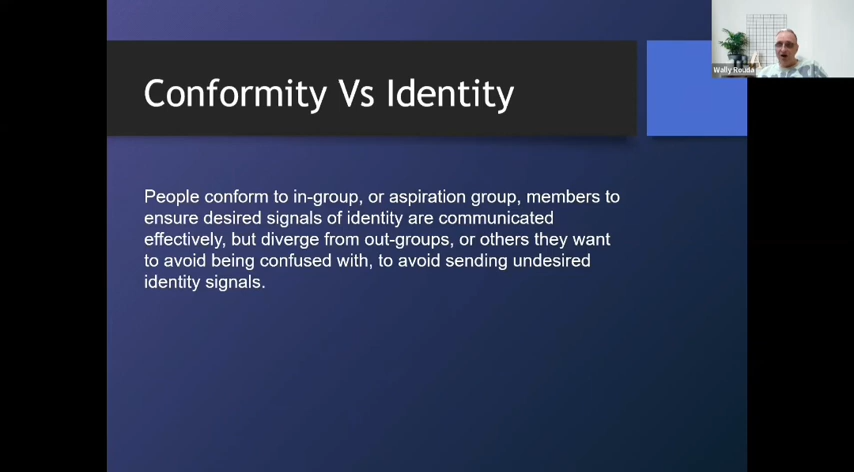 Wally Rouda
Conformity Vs Identity
People conform to in-group, or aspiration group, members to
ensure desired signals of identity are communicated
effectively, but diverge from out-groups, or others they want
to avoid being confused with, to avoid sending undesired
identity signals.